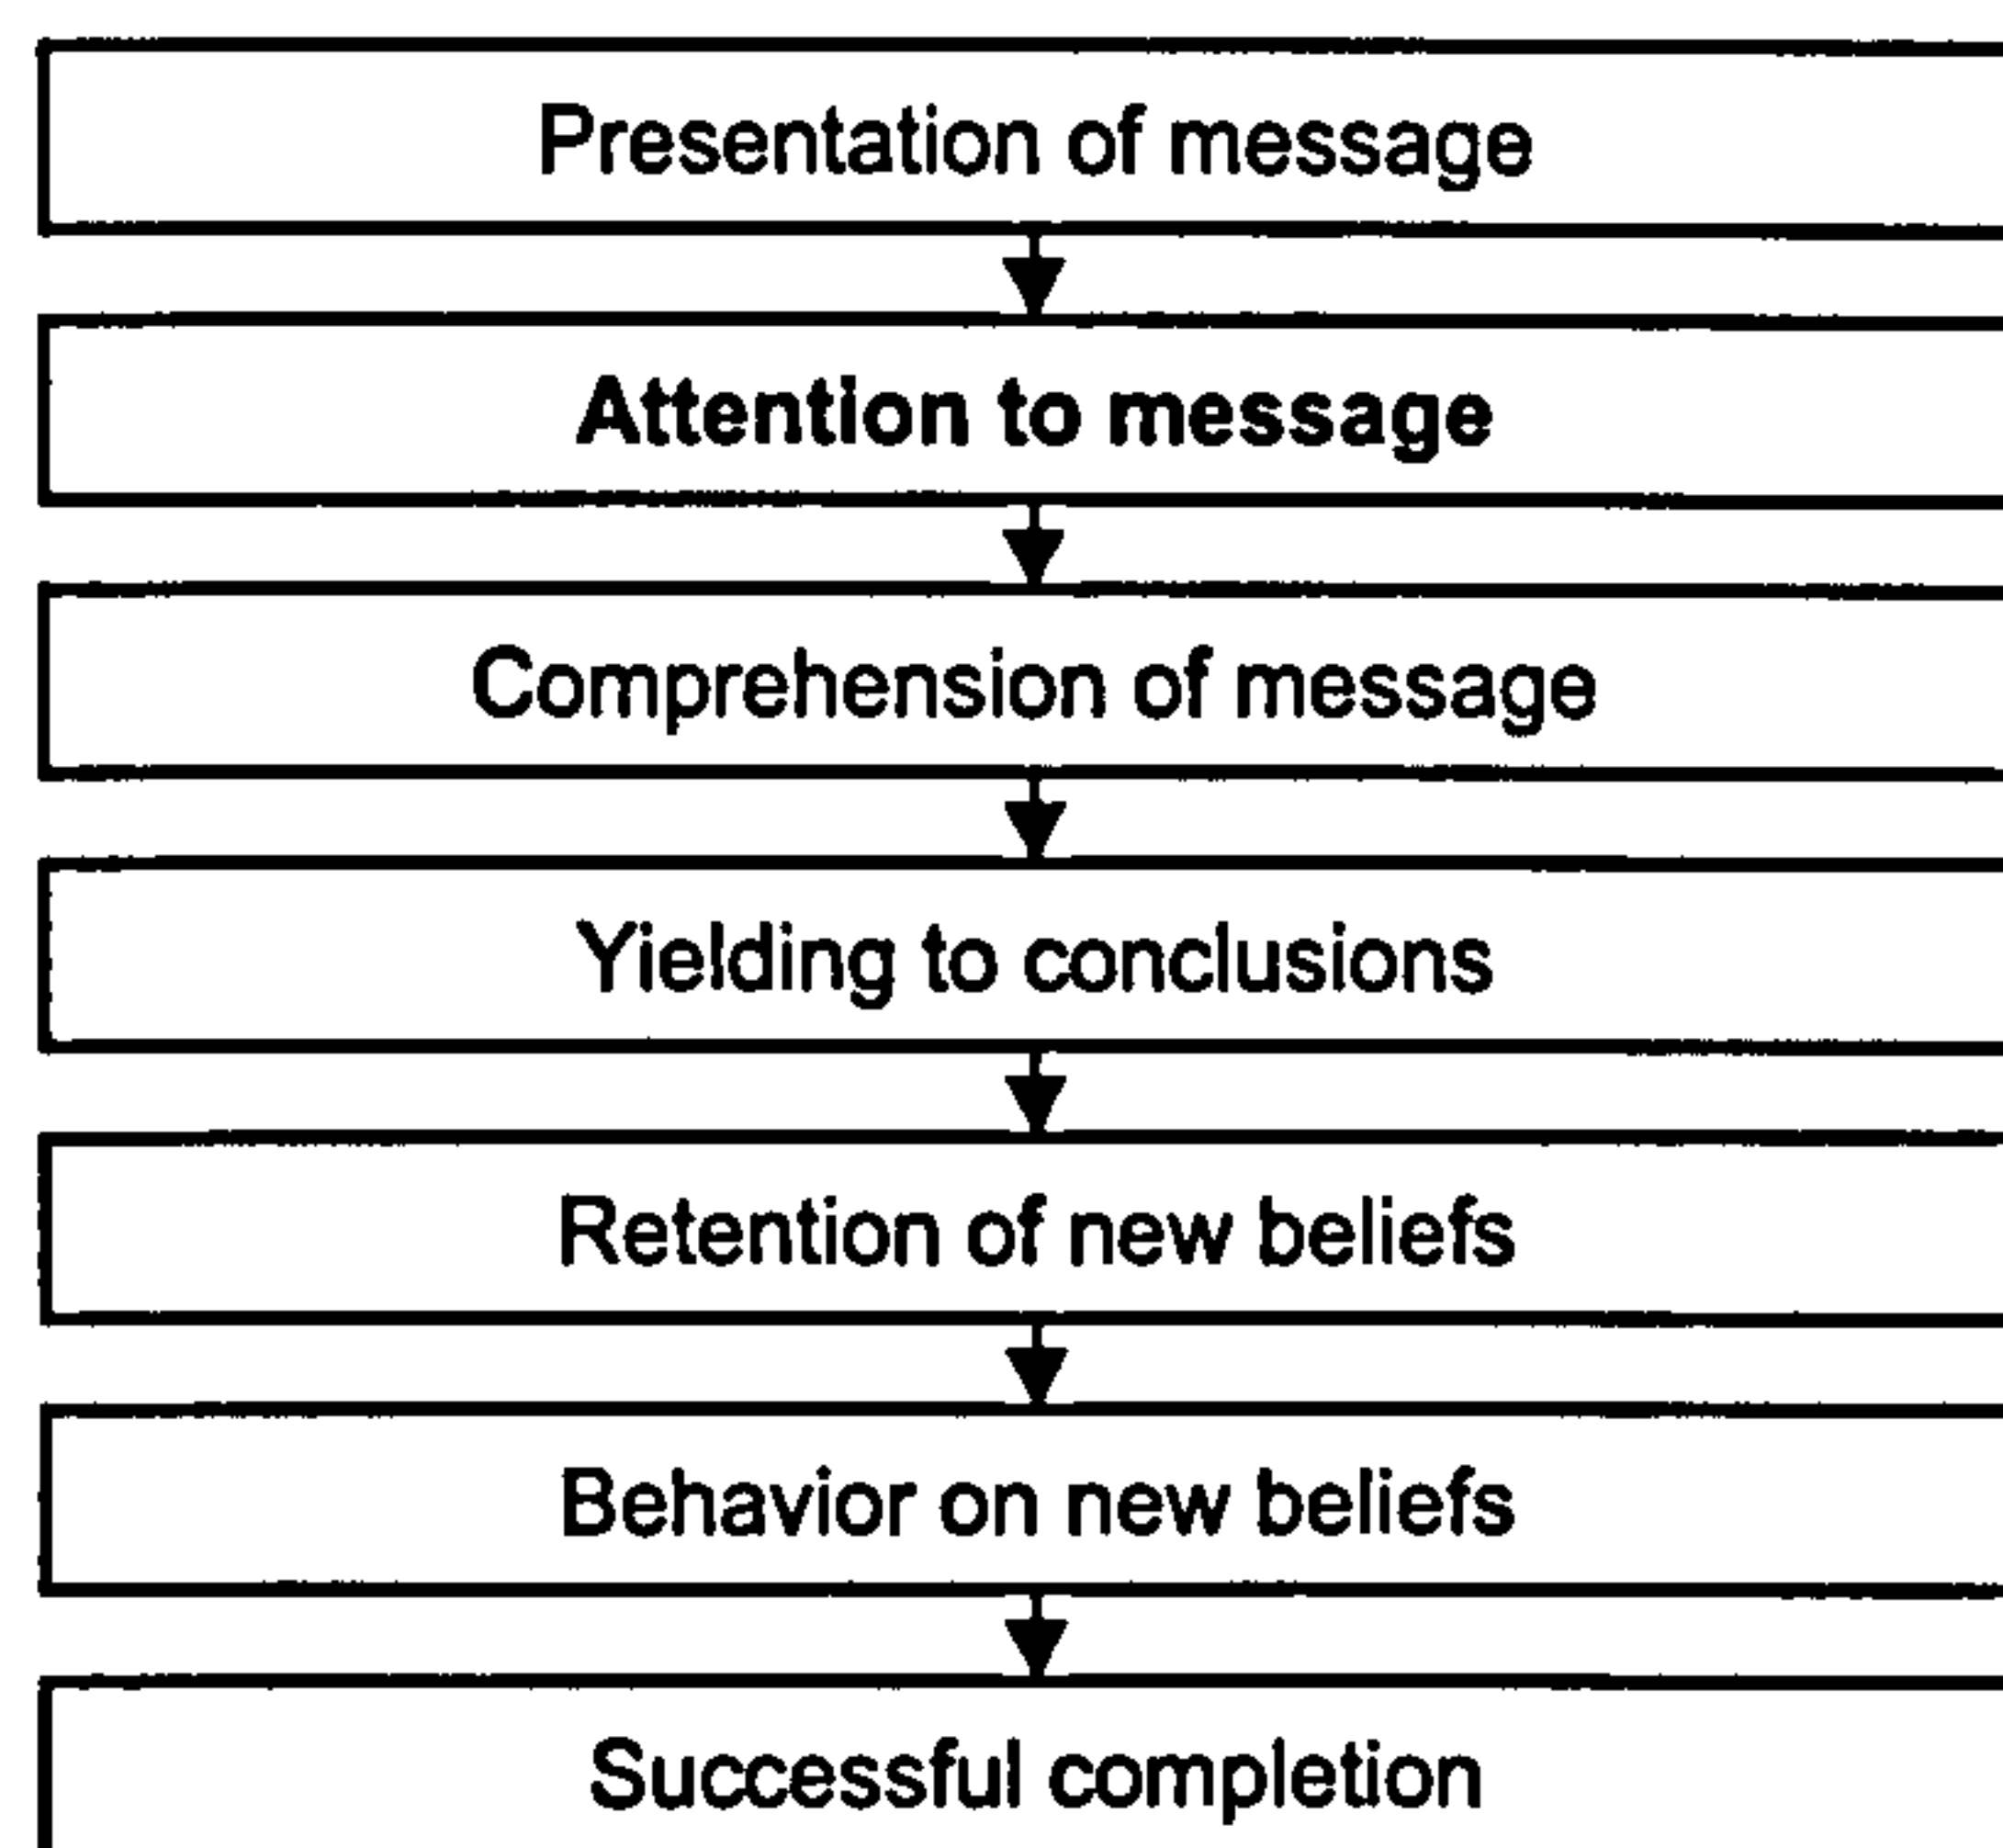 Presentation of message
Attention to message
Comprehension of message
Yielding to conclusions
Retention of new beliefs
Behavior on new beliefs
Successful completion